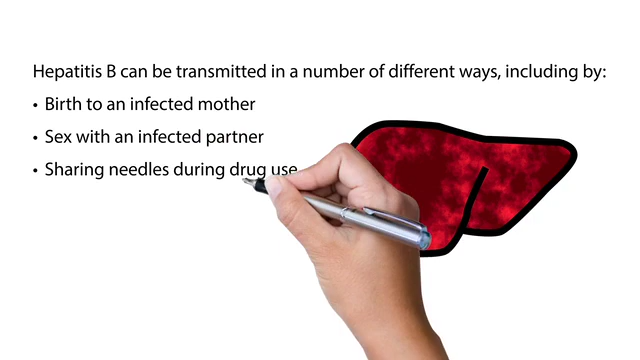 Hepatitis B can be transmitted in a number of different ways, including by:
• Birth to an infected mother
• Sex with an infected partner
• Sharing needles during drug use